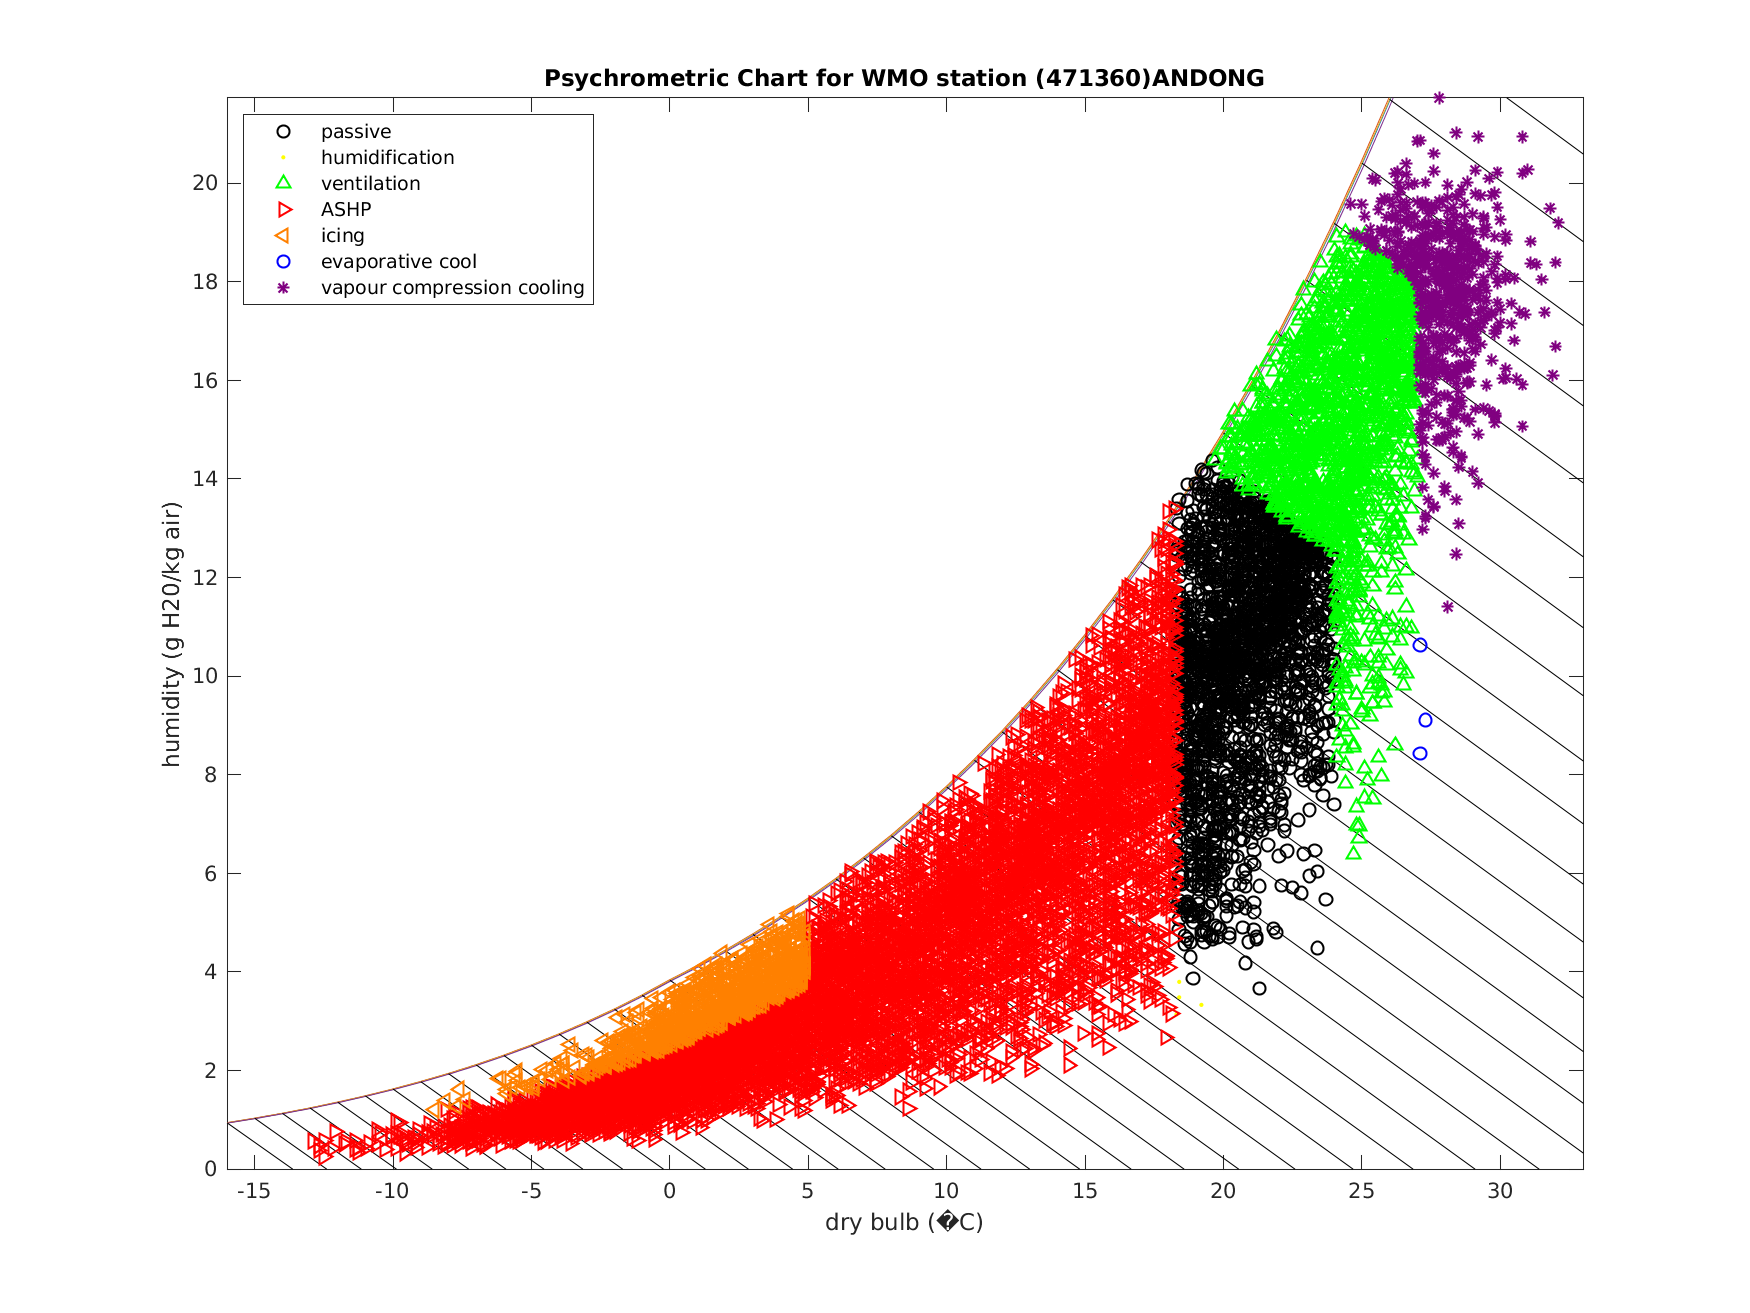 Psychrometric Chart for WMO station (471360)ANDONG
passive
humidification
ventilation
ASHP
icing
evaporative cool
vapour compression cooling
humidity (g H20/kg air)
20
18
16
14
12
10
8
6
4
2
0
-15 -10 -5 0 5 10 15 20 25 30
dry bulb (�C)